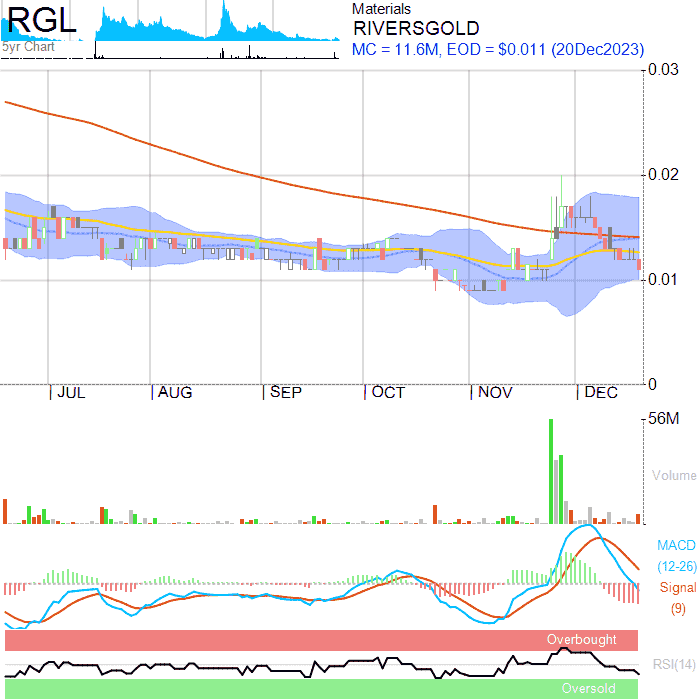 RGL
5yr Chart
Materials
RIVERSGOLD
MC = 11.6M, EOD = $0.011 (20Dec2023)
0.03
0.02
0.01
0
JUL AUG SEP OCT NOV DEC
56M
Volume
MACD
(12-26)
Signal
(9)
Overbought
RSI(14)
Oversold